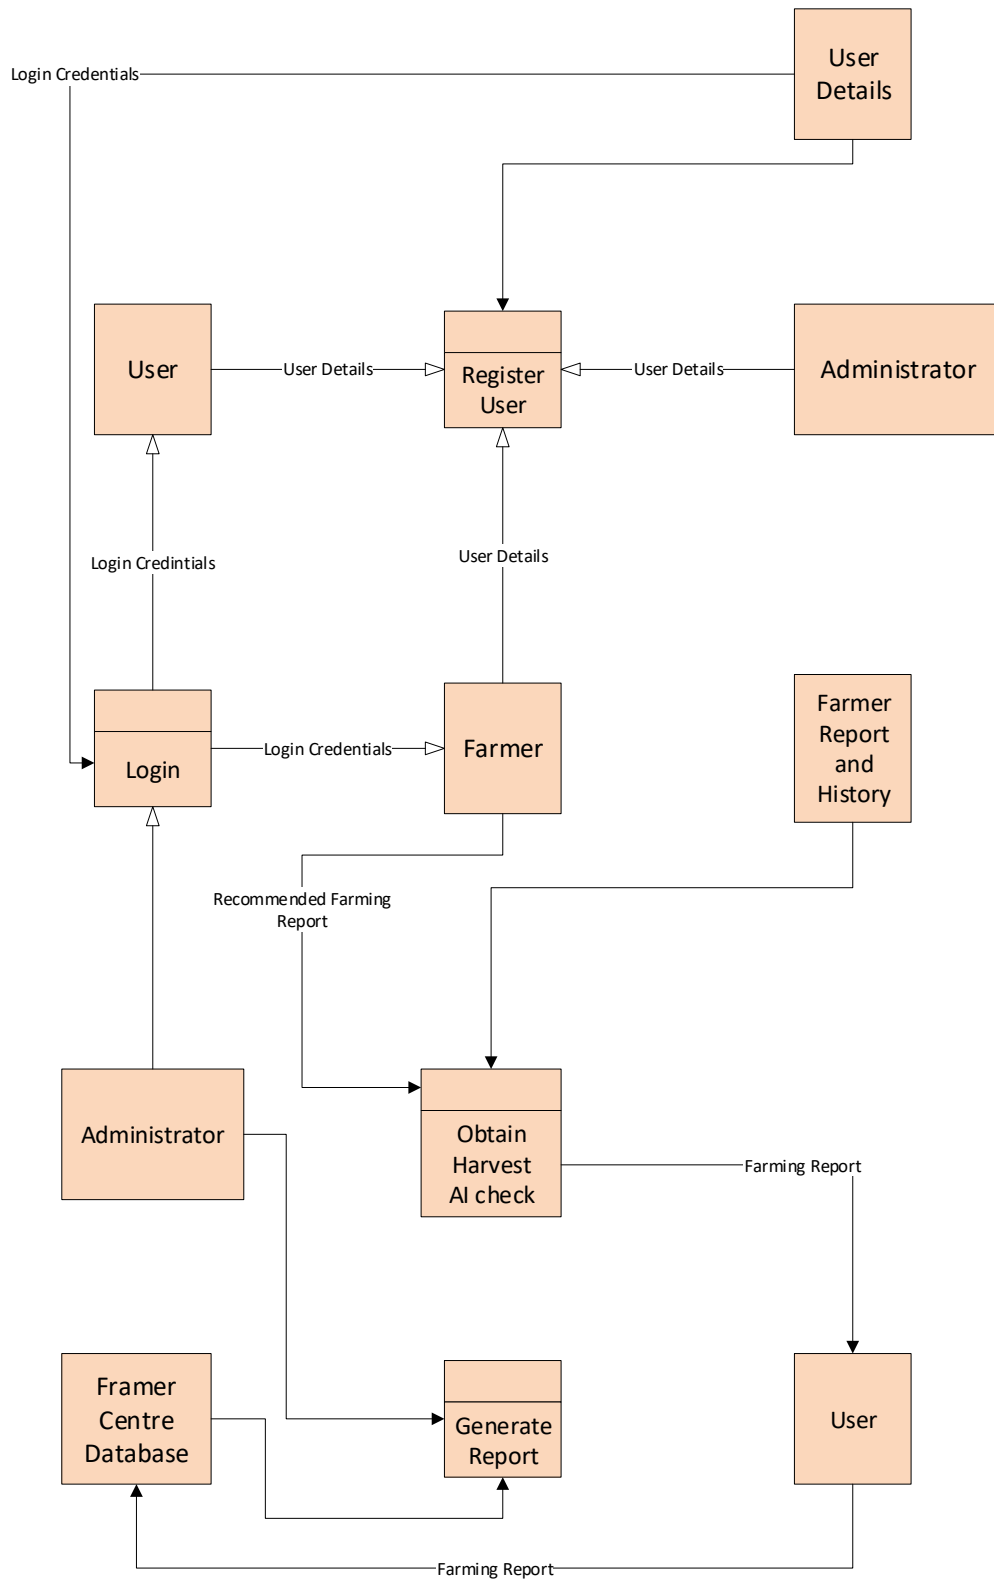 User
Details
Login Credentials
User
User Details
Register
User
User Details
Administrator
Login Credintials
User Details
Login
Login Credentials
Farmer
Farmer
Report
and
History
Recommended Farming
Report
Administrator
Obtain
Harvest
AI check
Farming Report
Framer
Centre
Database
Generate
Report
User
Farming Report